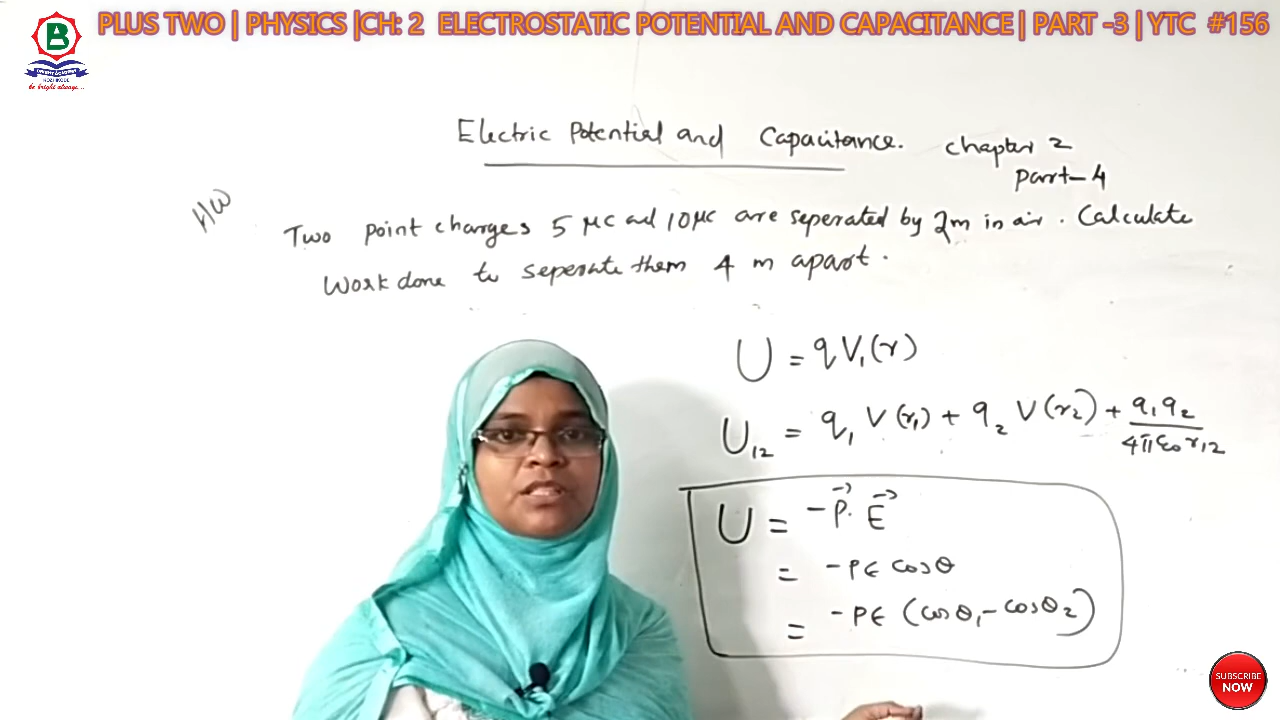 PLUS TWO | PHYSICS |CH: 2 ELECTROSTATIC POTENTIAL AND CAPACITANCE | PART -3 | YTC #156
B
be bright always...
Electric Potential and Capacitance. Chapter 2
Part-4
HW
Two point charges 5 μC and 10 μC are seperated by 2m in air. Calculate
Work done to seperate them 4 m apart.
U = qV₁(r)
U₁₂ = q₁ V(r₁) + q₂ V(r₂) + q₁q₂ / 4πε₀r₁₂
U = -P⃗. E⃗
= -PE cosθ
= -PE (cosθ₁ - cosθ₂)
SUBSCRIBE
NOW